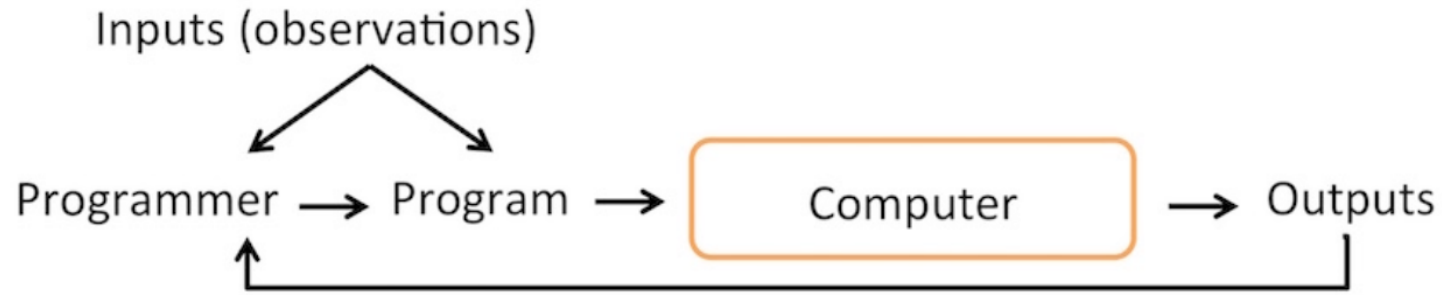 Inputs (observations)
Programmer
Program
Computer
Outputs